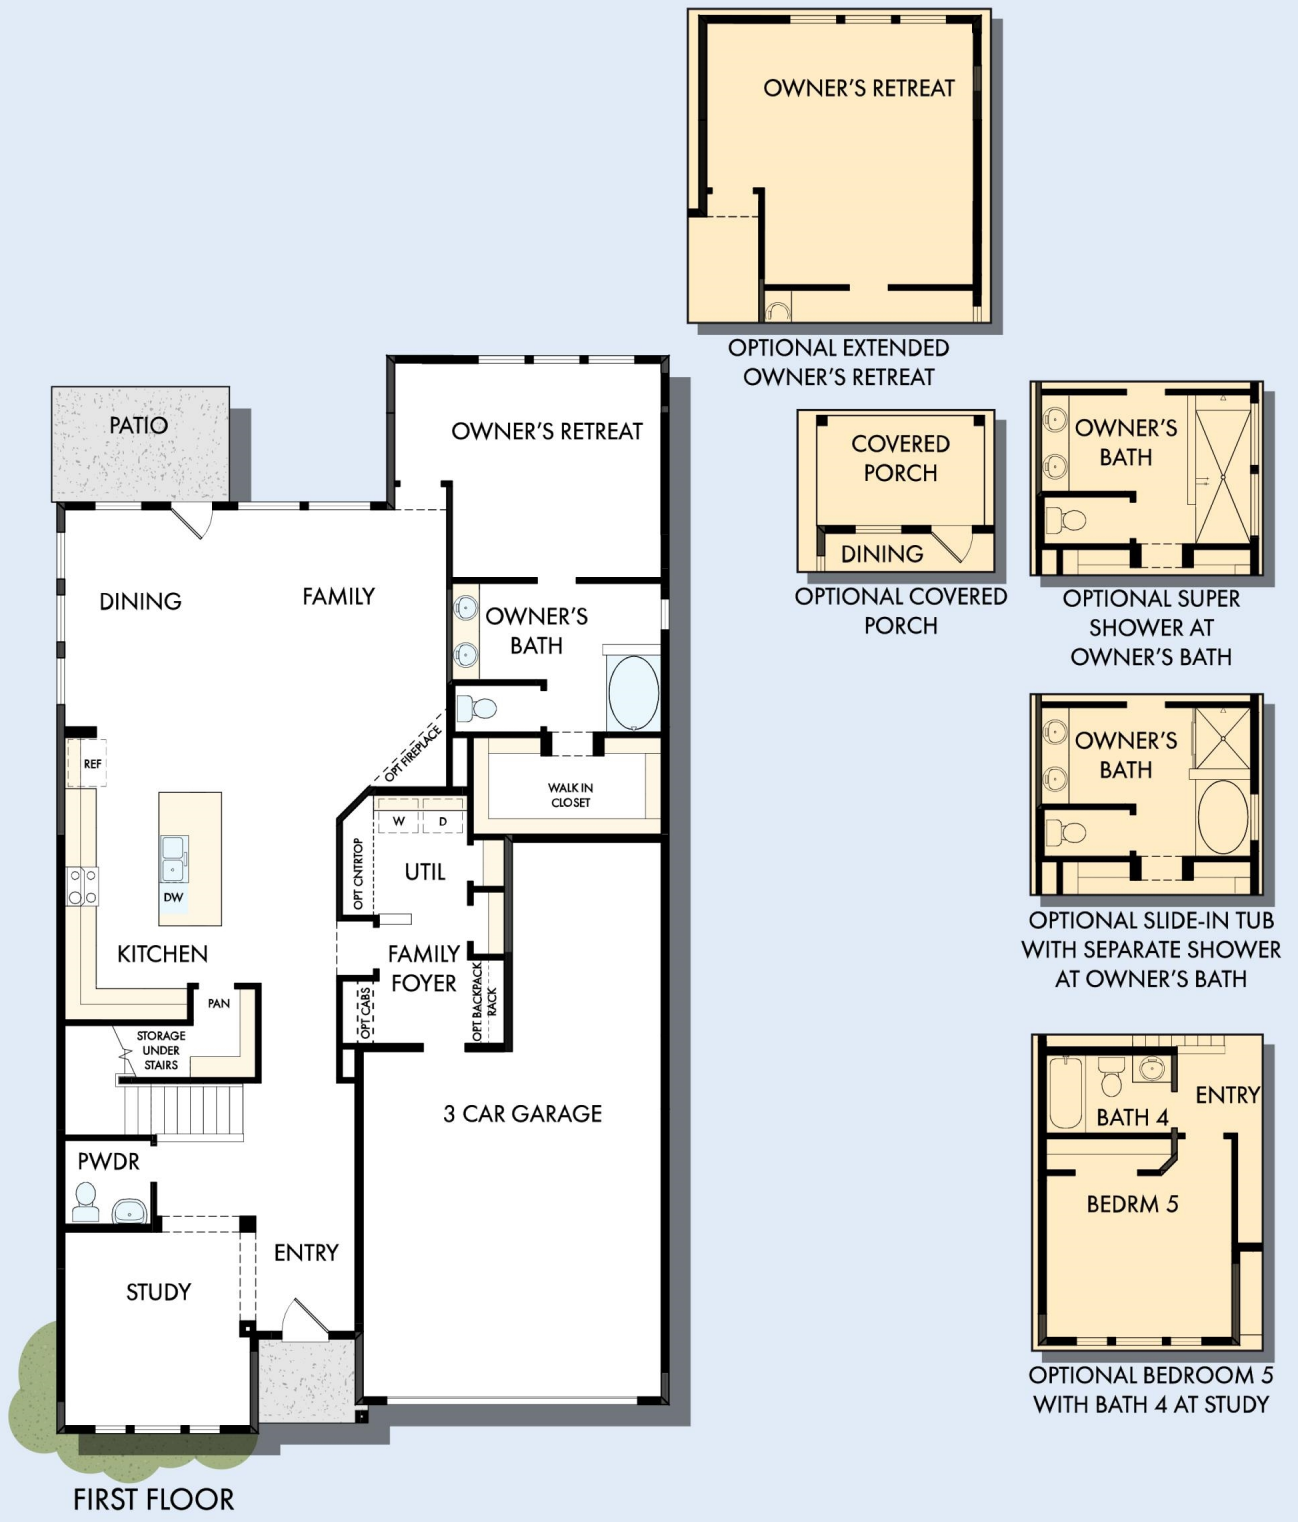 OWNER'S RETREAT
OPTIONAL EXTENDED
OWNER'S RETREAT
PATIO
OWNER'S RETREAT
DINING
FAMILY
OWNER'S
BATH
OPT FIREPLACE
REF
WALK IN
CLOSET
W
D
OPT CNTRTOP
UTIL
DW
KITCHEN
FAMILY
FOYER
PAN
OPT CABS
OPT BACKPACK
RACK
STORAGE
UNDER
STAIRS
3 CAR GARAGE
PWDR
ENTRY
STUDY
FIRST FLOOR
COVERED
PORCH
DINING
OPTIONAL COVERED
PORCH
OWNER'S
BATH
OPTIONAL SUPER
SHOWER AT
OWNER'S BATH
OWNER'S
BATH
OPTIONAL SLIDE-IN TUB
WITH SEPARATE SHOWER
AT OWNER'S BATH
ENTRY
BATH 4
BEDRM 5
OPTIONAL BEDROOM 5
WITH BATH 4 AT STUDY